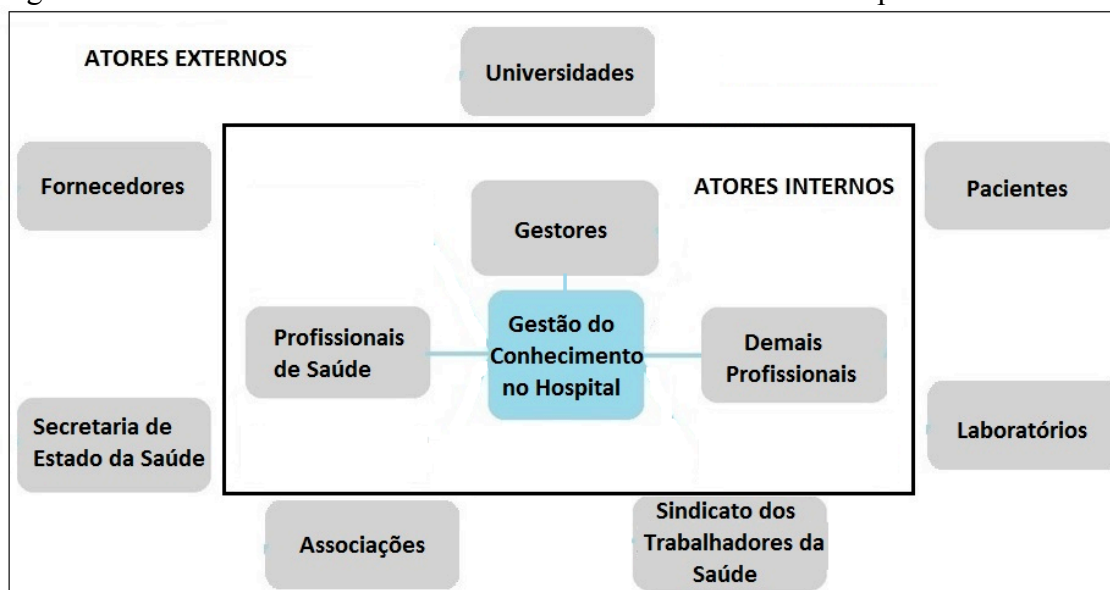 ATORES EXTERNOS
Universidades
Fornecedores
Pacientes
ATORES INTERNOS
Gestores
Profissionais
de Saúde
Gestão do
Conhecimento
no Hospital
Demais
Profissionais
Secretaria de
Estado da Saúde
Laboratórios
Associações
Sindicato dos
Trabalhadores da
Saúde